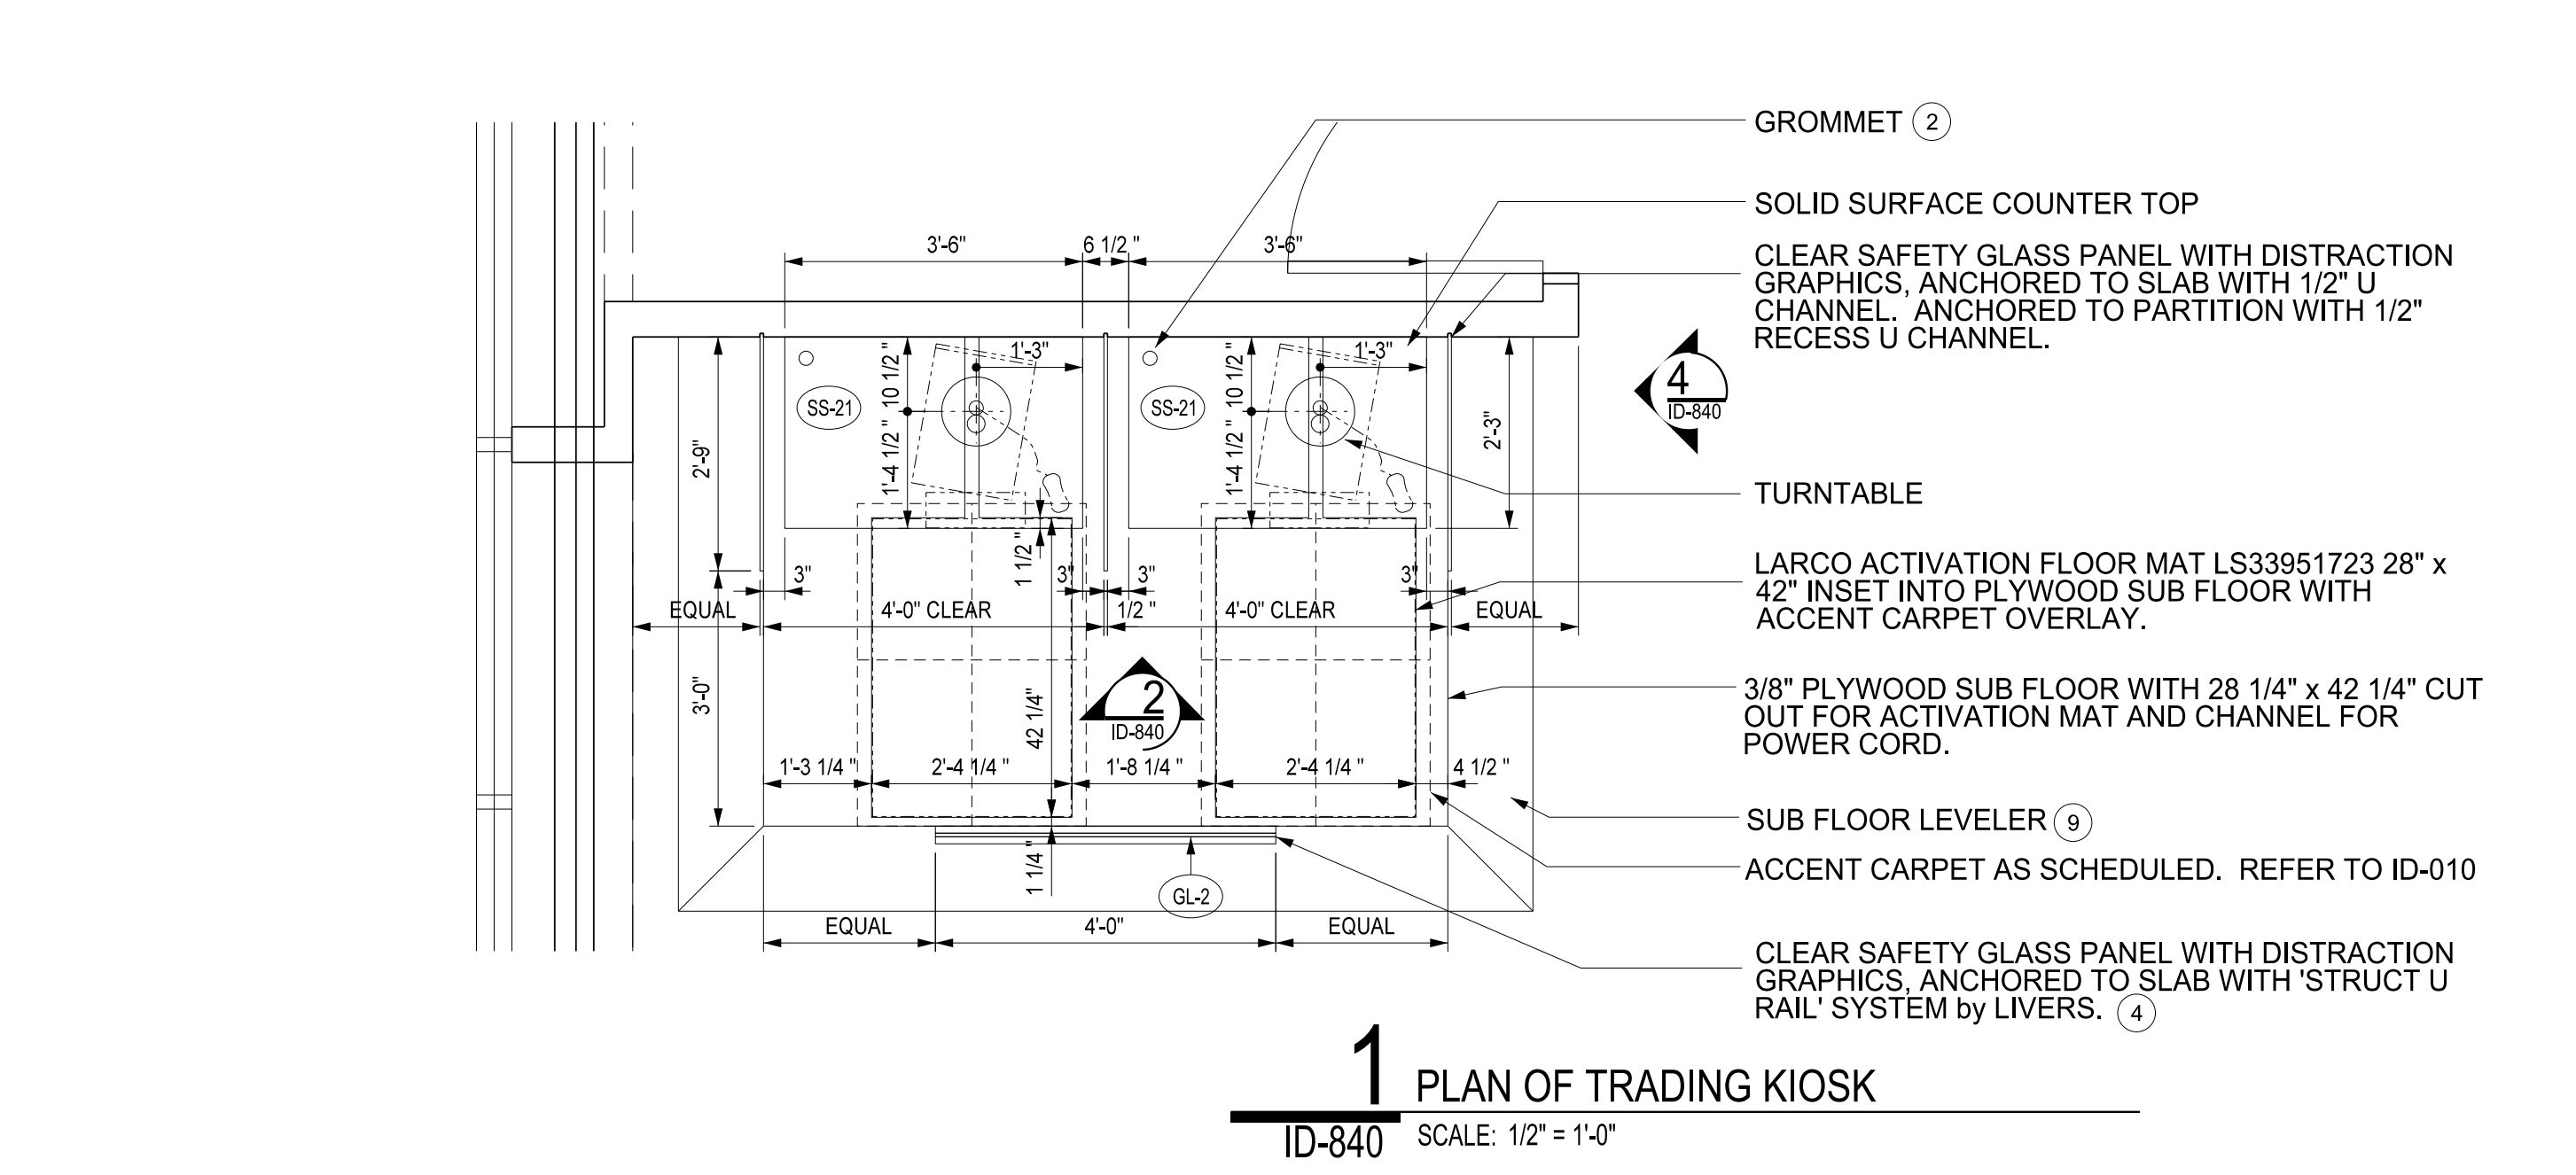 GROMMET 2
SOLID SURFACE COUNTER TOP
3'-6" 6 1/2 " 3'-6"
CLEAR SAFETY GLASS PANEL WITH DISTRACTION
GRAPHICS, ANCHORED TO SLAB WITH 1/2" U
CHANNEL.  ANCHORED TO PARTITION WITH 1/2"
RECESS U CHANNEL.
1'-3" 1'-3"
10 1/2 " 10 1/2 "
4
ID-840
SS-21 SS-21
2'-9" 1'-4 1/2 " 1'-4 1/2 " 2'-3"
TURNTABLE
1 1/2 "
3" 3" 3" 3"
LARCO ACTIVATION FLOOR MAT LS33951723 28" x
42" INSET INTO PLYWOOD SUB FLOOR WITH
ACCENT CARPET OVERLAY.
EQUAL 4'-0" CLEAR 1/2 " 4'-0" CLEAR EQUAL
3'-0" 42 1/4"
2
ID-840
3/8" PLYWOOD SUB FLOOR WITH 28 1/4" x 42 1/4" CUT
OUT FOR ACTIVATION MAT AND CHANNEL FOR
POWER CORD.
1'-3 1/4 " 2'-4 1/4 " 1'-8 1/4 " 2'-4 1/4 " 4 1/2 "
SUB FLOOR LEVELER 9
1 1/4 "
ACCENT CARPET AS SCHEDULED.  REFER TO ID-010
GL-2
EQUAL 4'-0" EQUAL
CLEAR SAFETY GLASS PANEL WITH DISTRACTION
GRAPHICS, ANCHORED TO SLAB WITH 'STRUCT U
RAIL' SYSTEM by LIVERS. 4
1 PLAN OF TRADING KIOSK
ID-840 SCALE: 1/2" = 1'-0"